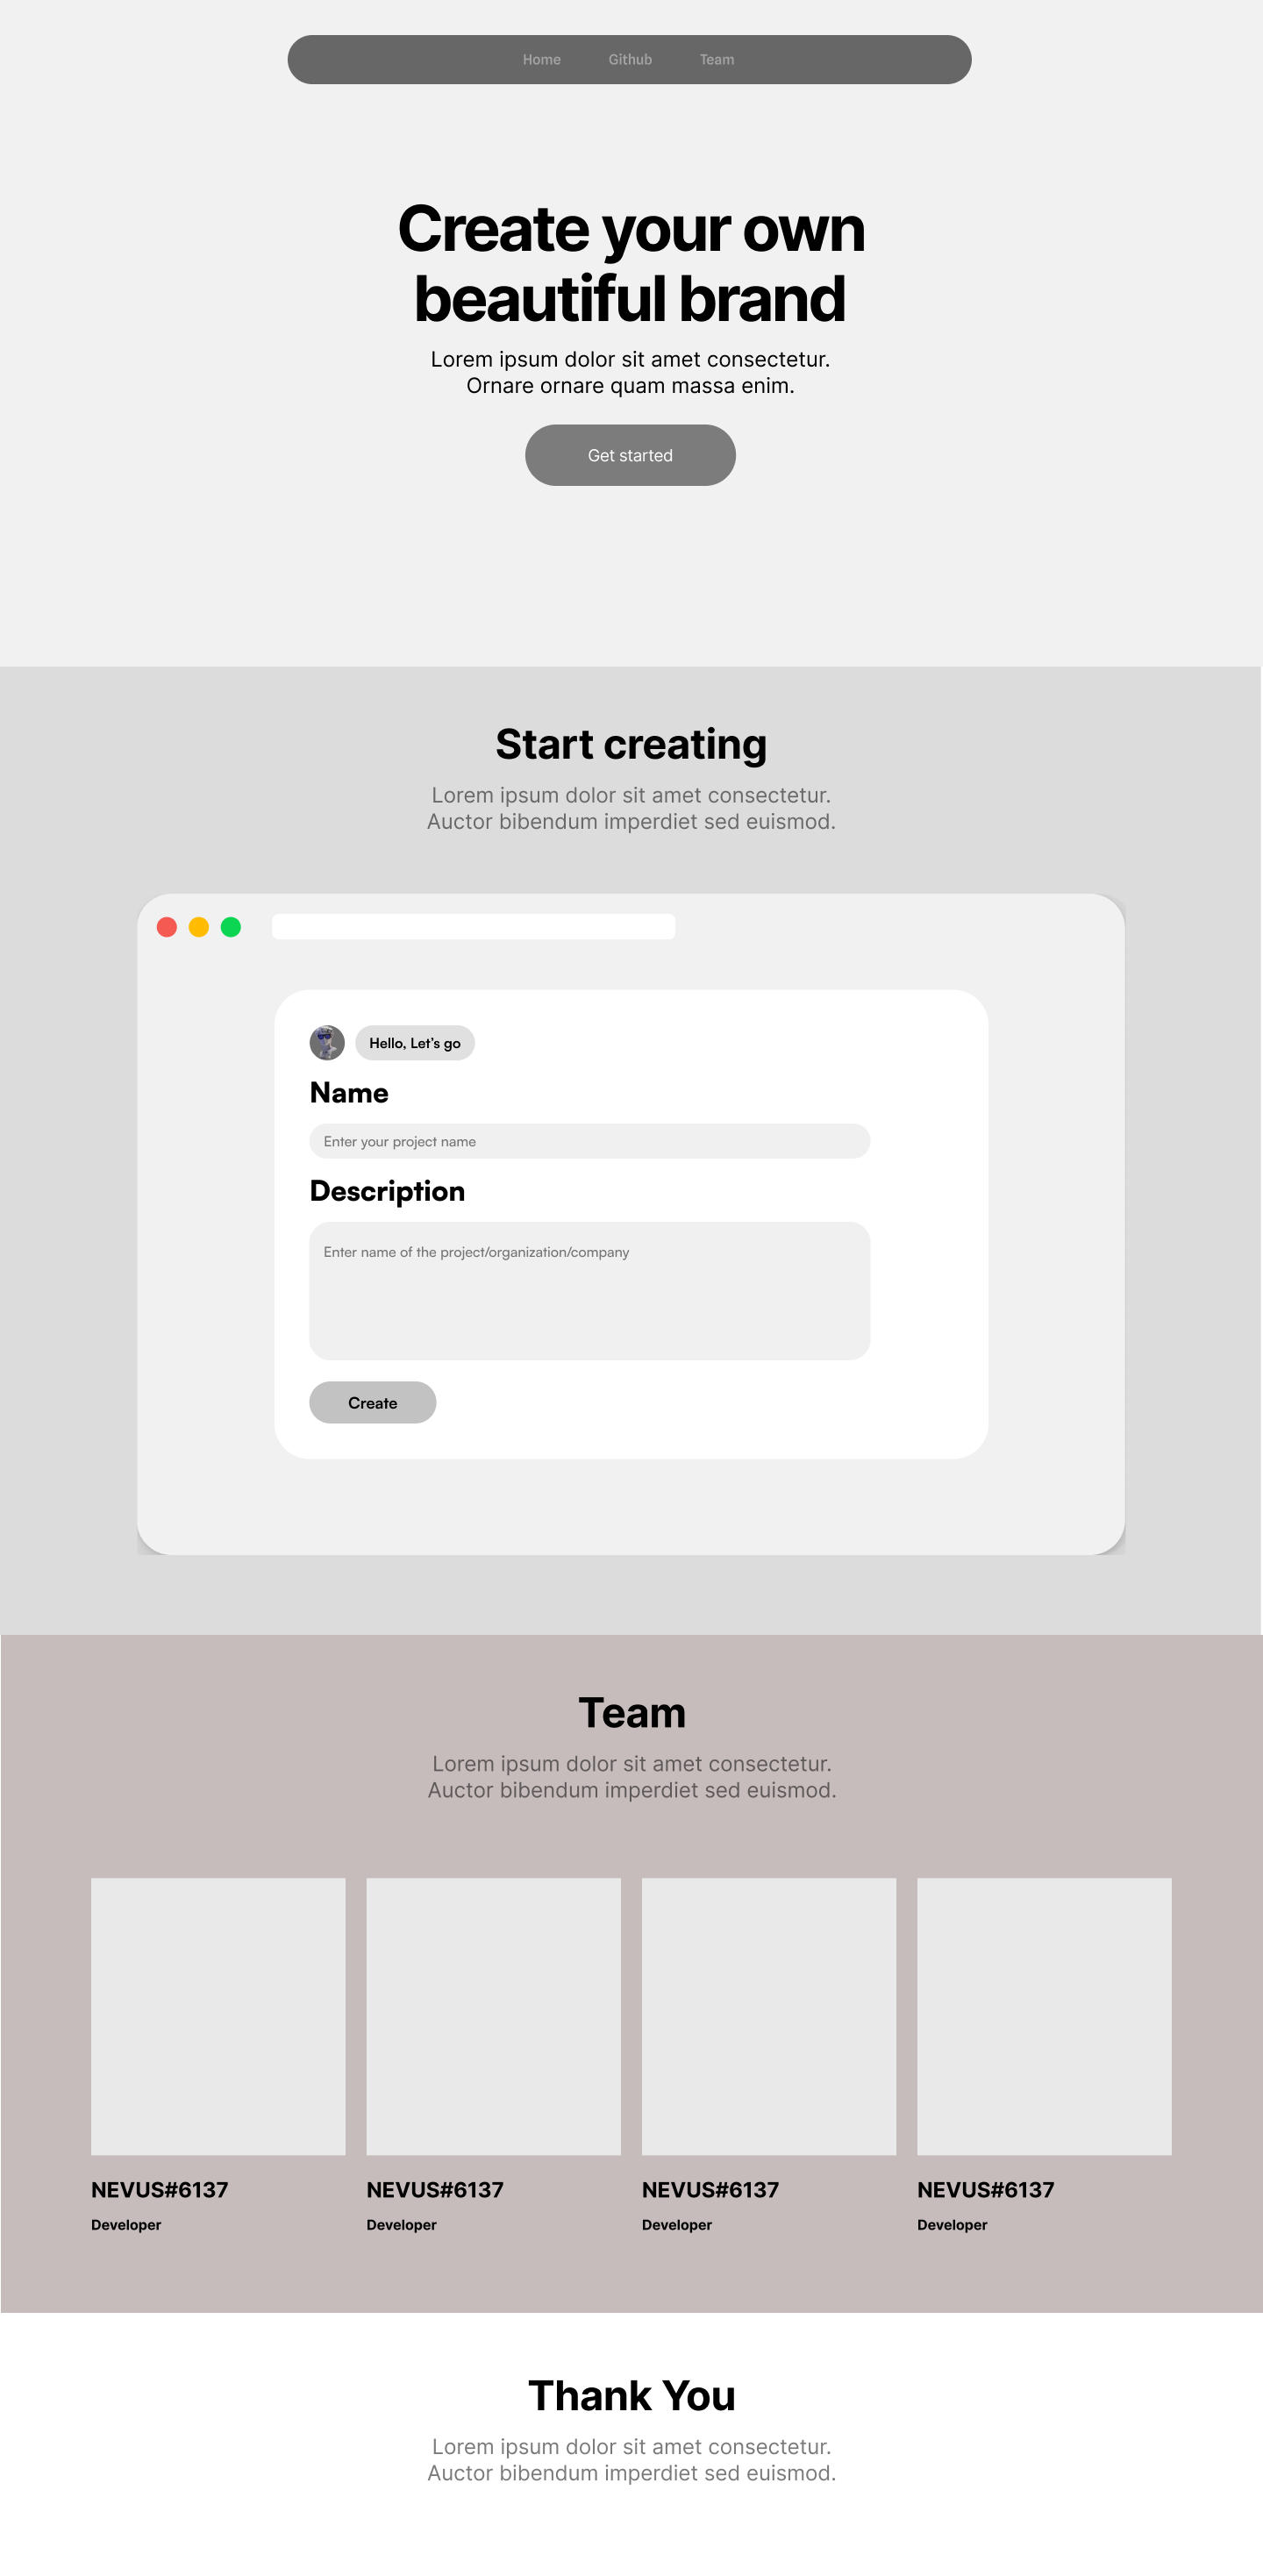 Home Github Team
Create your own
beautiful brand
Lorem ipsum dolor sit amet consectetur.
Ornare ornare quam massa enim.
Get started
Start creating
Lorem ipsum dolor sit amet consectetur.
Auctor bibendum imperdiet sed euismod.
Hello, Let’s go
Name
Enter your project name
Description
Enter name of the project/organization/company
Create
Team
Lorem ipsum dolor sit amet consectetur.
Auctor bibendum imperdiet sed euismod.
NEVUS#6137 NEVUS#6137 NEVUS#6137 NEVUS#6137
Developer Developer Developer Developer
Thank You
Lorem ipsum dolor sit amet consectetur.
Auctor bibendum imperdiet sed euismod.